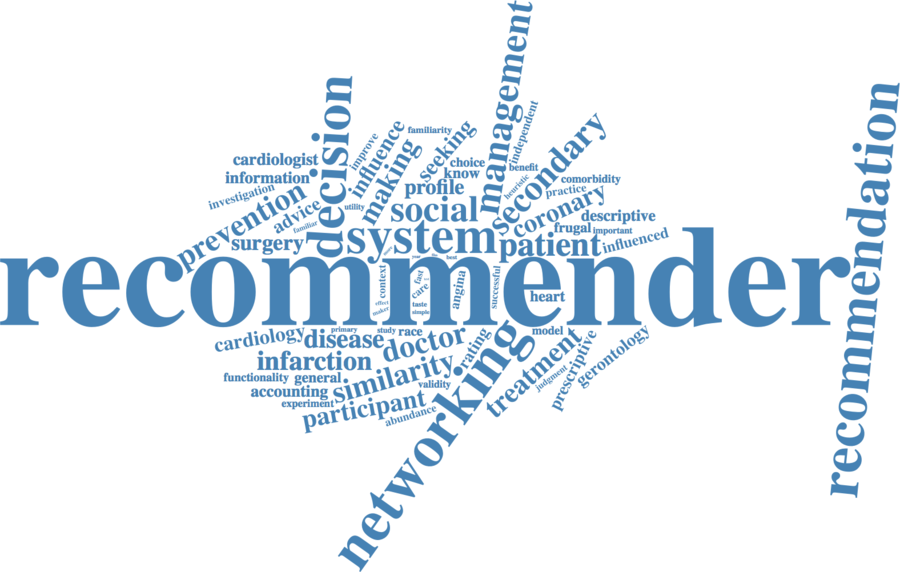 management
decision
recommendation
familiarity
independent
improve
influence
making
seeking
secondary
cardiologist
choice
information
know
benefit
heuristic
comorbidity
investigation
profile
practice
prevention
advice
utility
social
coronary
descriptive
familiar
surgery
system
frugal
important
patient
influenced
year
best
recommender
context
fast
care
angina
successful
effect
taste
heart
maker
simple
cardiology
primary
study
race
model
disease
doctor
rating
networking
treatment
infarction
similarity
prescriptive
gerontology
functionality
general
validity
judgment
accounting
experiment
participant
abundance